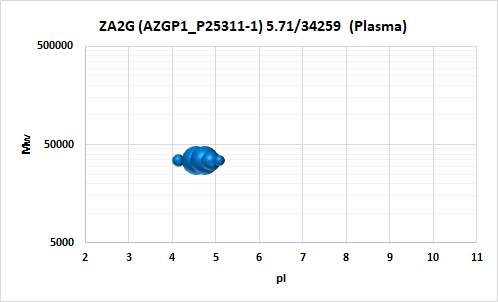 ZA2G (AZGP1_P25311-1) 5.71/34259 (Plasma)
500000
50000
5000
Mw
2 3 4 5 6 7 8 9 10 11
pI